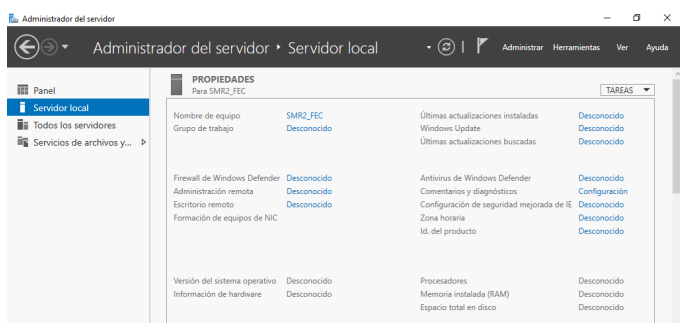 Administrador del servidor
Administrador del servidor • Servidor local
Administrar Herramientas Ver Ayuda
Panel
Servidor local
Todos los servidores
Servicios de archivos y...
PROPIEDADES
Para SMR2_FEC
TAREAS
Nombre de equipo SMR2_FEC Últimas actualizaciones instaladas Desconocido
Grupo de trabajo Desconocido Windows Update Desconocido
Últimas actualizaciones buscadas Desconocido
Firewall de Windows Defender Desconocido Antivirus de Windows Defender Desconocido
Administración remota Desconocido Comentarios y diagnósticos Configuración
Escritorio remoto Desconocido Configuración de seguridad mejorada de IE Desconocido
Formación de equipos de NIC Zona horaria Desconocido
Id. del producto Desconocido
Versión del sistema operativo Desconocido Procesadores Desconocido
Información de hardware Desconocido Memoria instalada (RAM) Desconocido
Espacio total en disco Desconocido